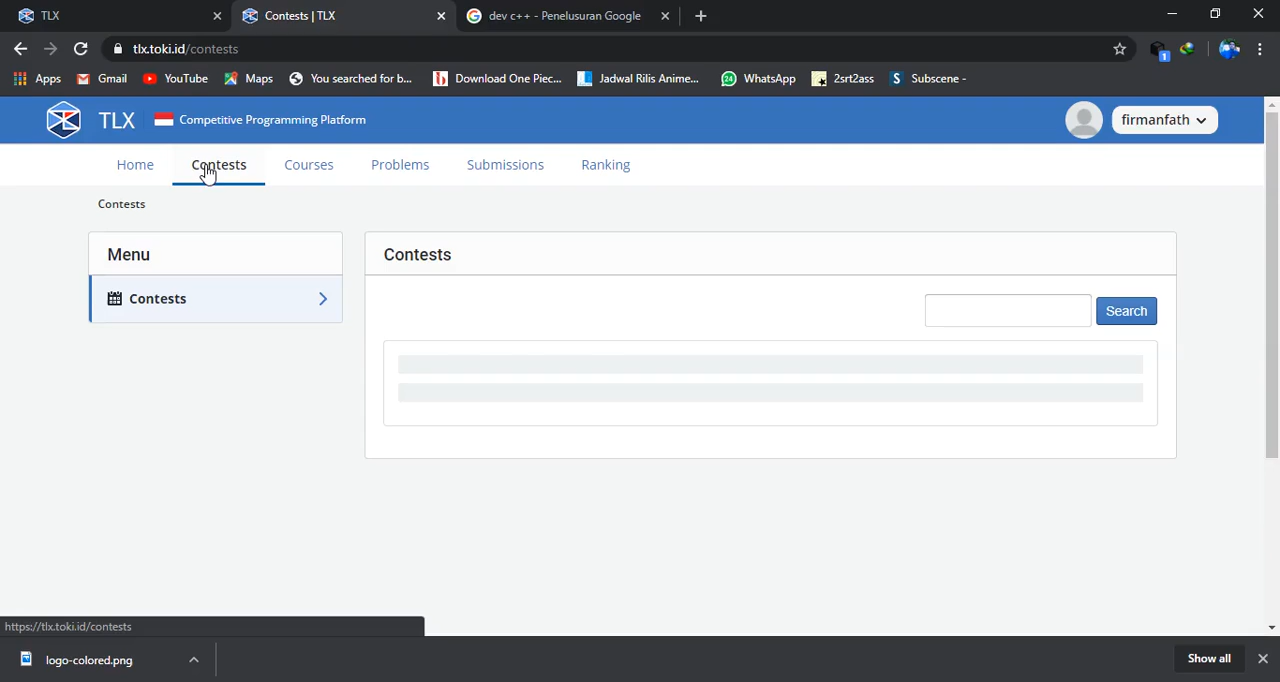 TLX
Contests | TLX
dev c++ - Penelusuran Google
tlx.toki.id/contests
Apps
Gmail
YouTube
Maps
You searched for b...
Download One Piec...
Jadwal Rilis Anime...
24
WhatsApp
2srt2ass
S
Subscene -
1
TLX
Competitive Programming Platform
firmanfath
Home
Contests
Courses
Problems
Submissions
Ranking
Contests
Menu
Contests
Contests
Search
https://tlx.toki.id/contests
logo-colored.png
Show all